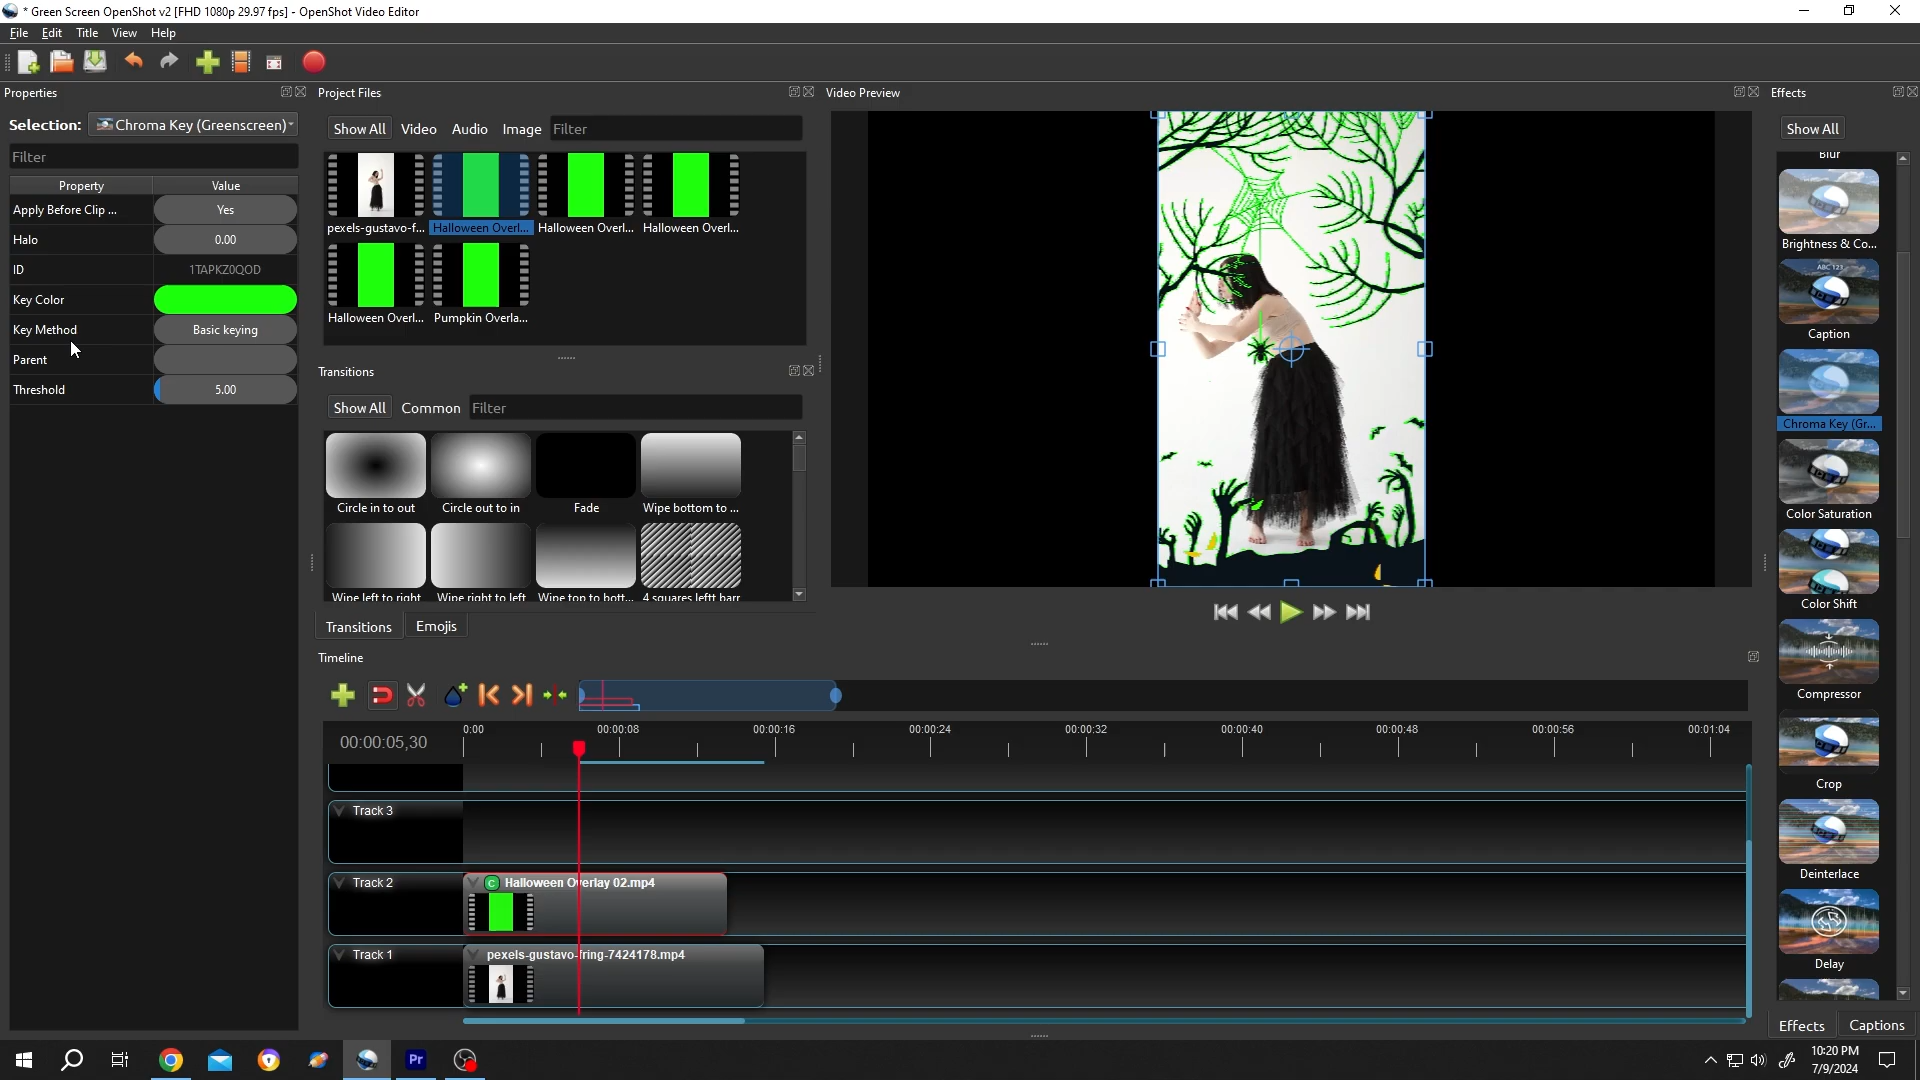 * Green Screen OpenShot v2 [FHD 1080p 29.97 fps] - OpenShot Video Editor
File Edit Title View Help
Properties
Selection: Chroma Key (Greenscreen)
Filter
Property Value
Apply Before Clip ... Yes
Halo 0.00
ID 1TAPKZ0QOD
Key Color
Key Method Basic keying
Parent
Threshold 5.00
Project Files
Show All Video Audio Image Filter
pexels-gustavo-f... Halloween Overl... Halloween Overl... Halloween Overl...
Halloween Overl... Pumpkin Overla...
Transitions
Show All Common Filter
Circle in to out Circle out to in Fade Wipe bottom to ...
Wipe left to right Wipe right to left Wipe top to bott... 4 squares leftt barr
Transitions Emojis
Video Preview
Effects
Show All
Blur
Brightness & Co...
ABC 123
Caption
Chroma Key (Gr...
Color Saturation
Color Shift
Compressor
Crop
Deinterlace
Delay
Effects Captions
Timeline
00:00:05,30
0:00 00:00:08 00:00:16 00:00:24 00:00:32 00:00:40 00:00:48 00:00:56 00:01:04
Track 3
Track 2
C Halloween Overlay 02.mp4
Track 1
pexels-gustavo-fring-7424178.mp4
Pr
10:20 PM
7/9/2024